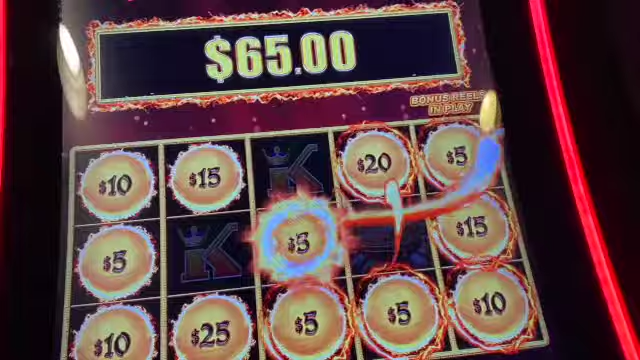 $65.00
BONUS REELS
IN PLAY
$10 $15 K $20 $5
$5 K $5 $15
$10 $25 $5 $5 $10